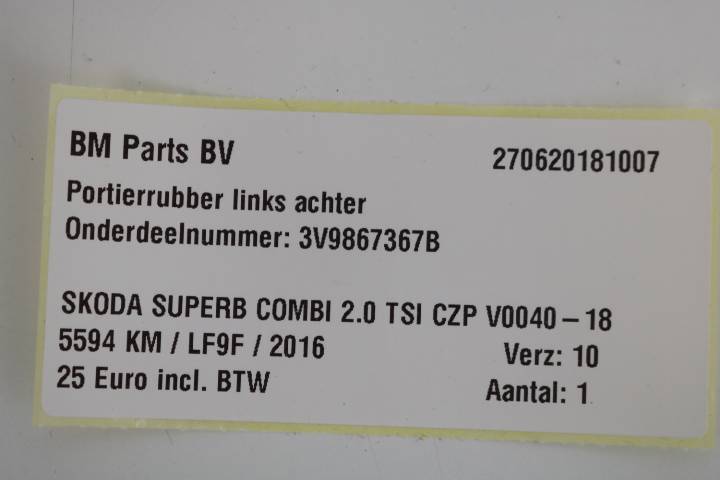 BM Parts BV 270620181007
Portierrubber links achter
Onderdeelnummer: 3V9867367B
SKODA SUPERB COMBI 2.0 TSI CZP V0040-18
5594 KM / LF9F / 2016 Verz: 10
25 Euro incl. BTW Aantal: 1